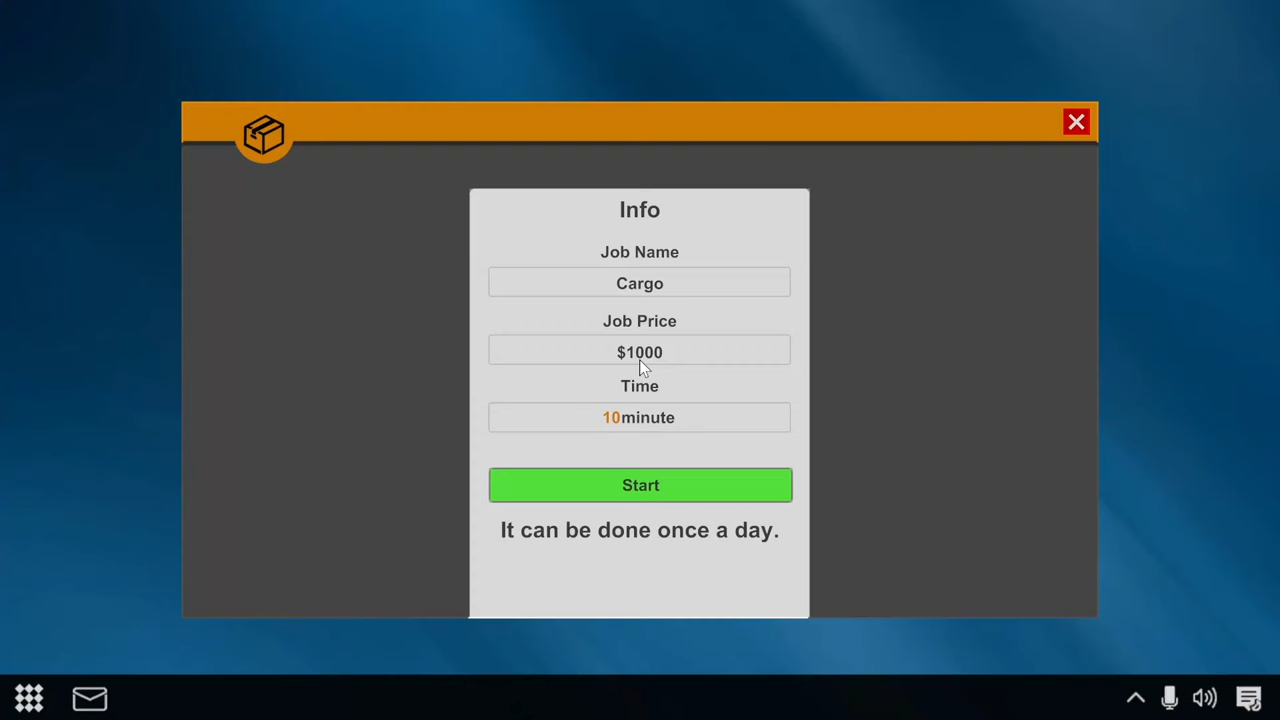 Info
Job Name
Cargo
Job Price
$1000
Time
10minute
Start
It can be done once a day.